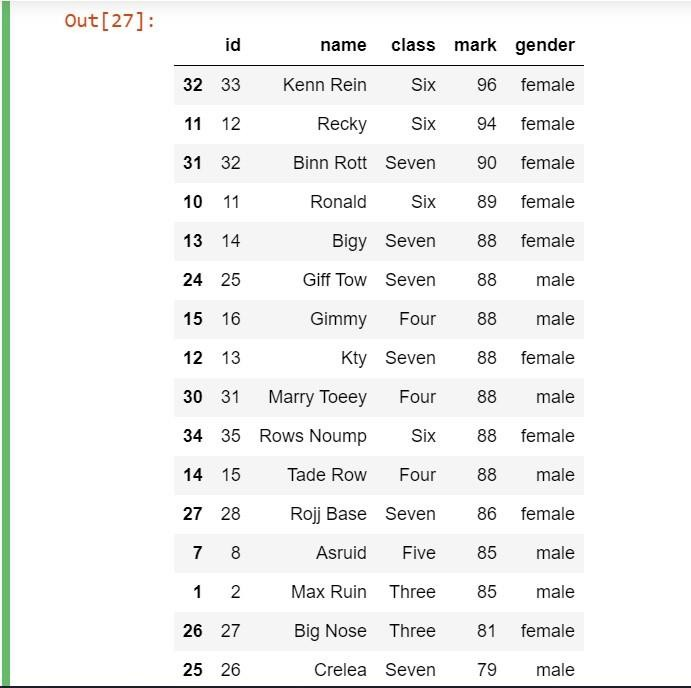 Out[27]:
id name class mark gender
32 33 Kenn Rein Six 96 female
11 12 Recky Six 94 female
31 32 Binn Rott Seven 90 female
10 11 Ronald Six 89 female
13 14 Bigy Seven 88 female
24 25 Giff Tow Seven 88 male
15 16 Gimmy Four 88 male
12 13 Kty Seven 88 female
30 31 Marry Toeey Four 88 male
34 35 Rows Noump Six 88 female
14 15 Tade Row Four 88 male
27 28 Rojj Base Seven 86 female
7 8 Asruid Five 85 male
1 2 Max Ruin Three 85 male
26 27 Big Nose Three 81 female
25 26 Crelea Seven 79 male